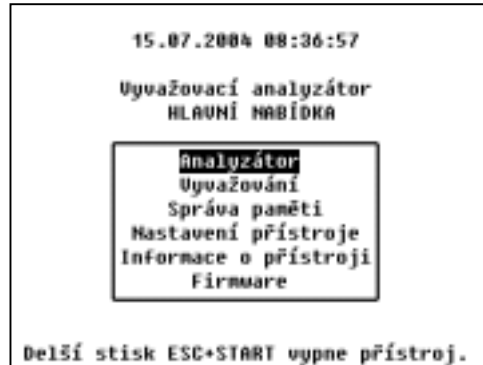 15.07.2004 08:36:57
Vyvažovací analyzátor
HLAVNÍ NABÍDKA
Analyzátor
Vyvažování
Správa paměti
Nastavení přístroje
Informace o přístroji
Firmware
Delší stisk ESC+START vypne přístroj.